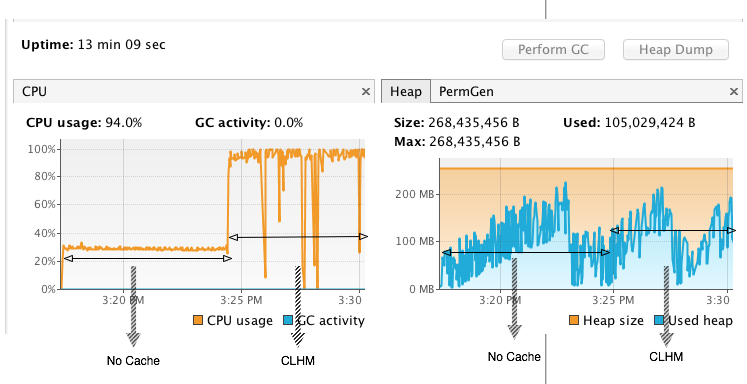 Uptime: 13 min 09 sec
Perform GC
Heap Dump
CPU
×
CPU usage: 94.0%
GC activity: 0.0%
100%
80%
60%
40%
20%
0%
3:20 PM
3:25 PM
3:30
CPU usage
GC activity
No Cache
CLHM
Heap
PermGen
×
Size: 268,435,456 B
Used: 105,029,424 B
Max: 268,435,456 B
200 MB
100 MB
0 MB
3:20 PM
3:25 PM
3:30
Heap size
Used heap
No Cache
CLHM